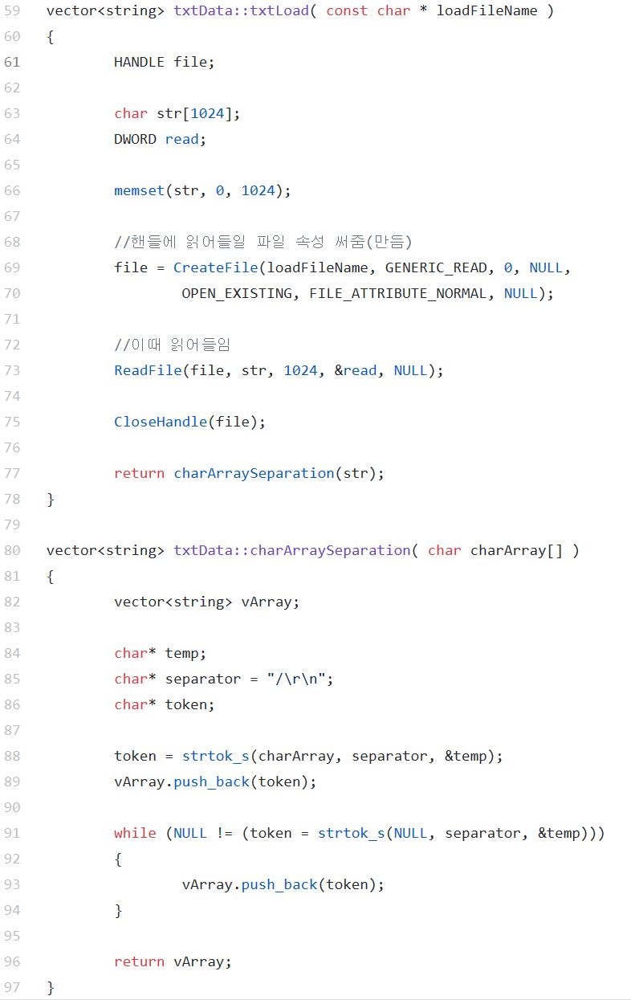 59 vector<string> txtData::txtLoad( const char * loadFileName )
60 {
61 HANDLE file;
62
63 char str[1024];
64 DWORD read;
65
66 memset(str, 0, 1024);
67
68 //핸들에 읽어들일 파일 속성 써줌(만듬)
69 file = CreateFile(loadFileName, GENERIC_READ, 0, NULL,
70 OPEN_EXISTING, FILE_ATTRIBUTE_NORMAL, NULL);
71
72 //이때 읽어들임
73 ReadFile(file, str, 1024, &read, NULL);
74
75 CloseHandle(file);
76
77 return charArraySeparation(str);
78 }
79
80 vector<string> txtData::charArraySeparation( char charArray[] )
81 {
82 vector<string> vArray;
83
84 char* temp;
85 char* separator = "/\r\n";
86 char* token;
87
88 token = strtok_s(charArray, separator, &temp);
89 vArray.push_back(token);
90
91 while (NULL != (token = strtok_s(NULL, separator, &temp)))
92 {
93 vArray.push_back(token);
94 }
95
96 return vArray;
97 }